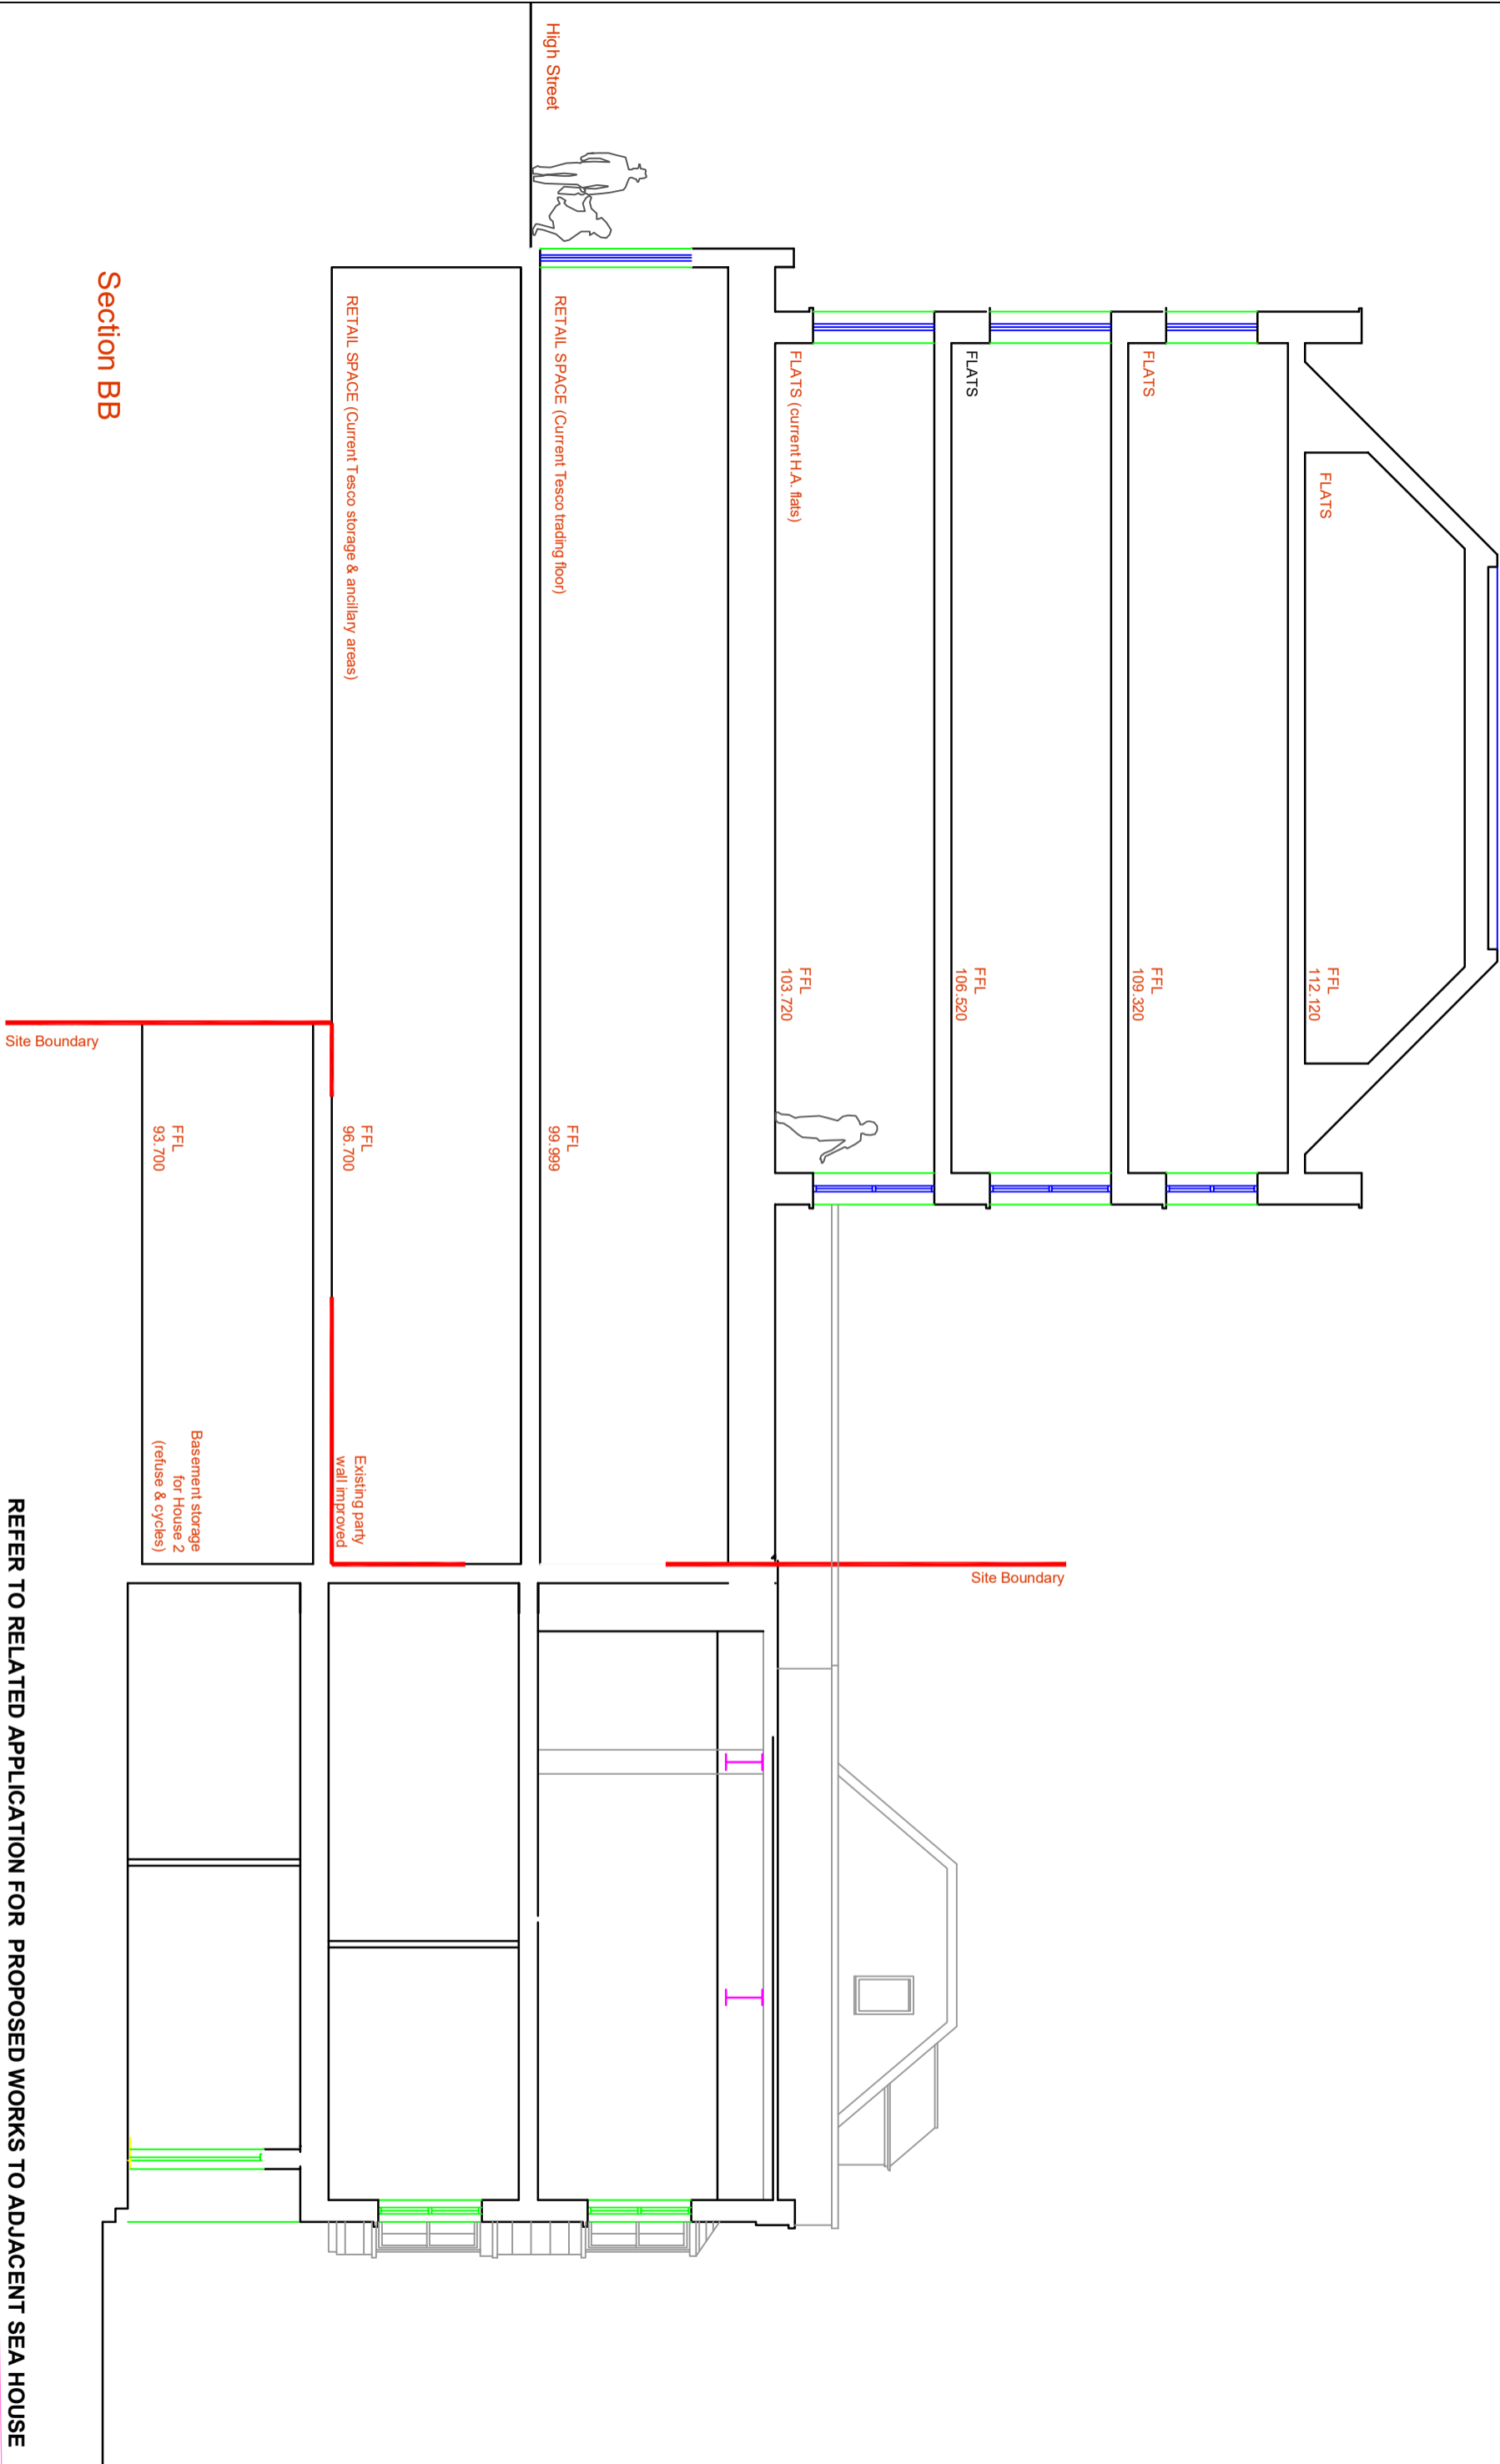 FLATS
FFL
112.120
FLATS
FFL
109.320
FLATS
FFL
106.520
FLATS (current H.A. flats)
FFL
103.720
Site Boundary
High Street
RETAIL SPACE (Current Tesco trading floor)
FFL
99.999
RETAIL SPACE (Current Tesco storage & ancillary areas)
FFL
96.700
Existing party
wall improved
Basement storage
for House 2
(refuse & cycles)
FFL
93.700
Site Boundary
Section BB
REFER TO RELATED APPLICATION FOR PROPOSED WORKS TO ADJACENT SEA HOUSE